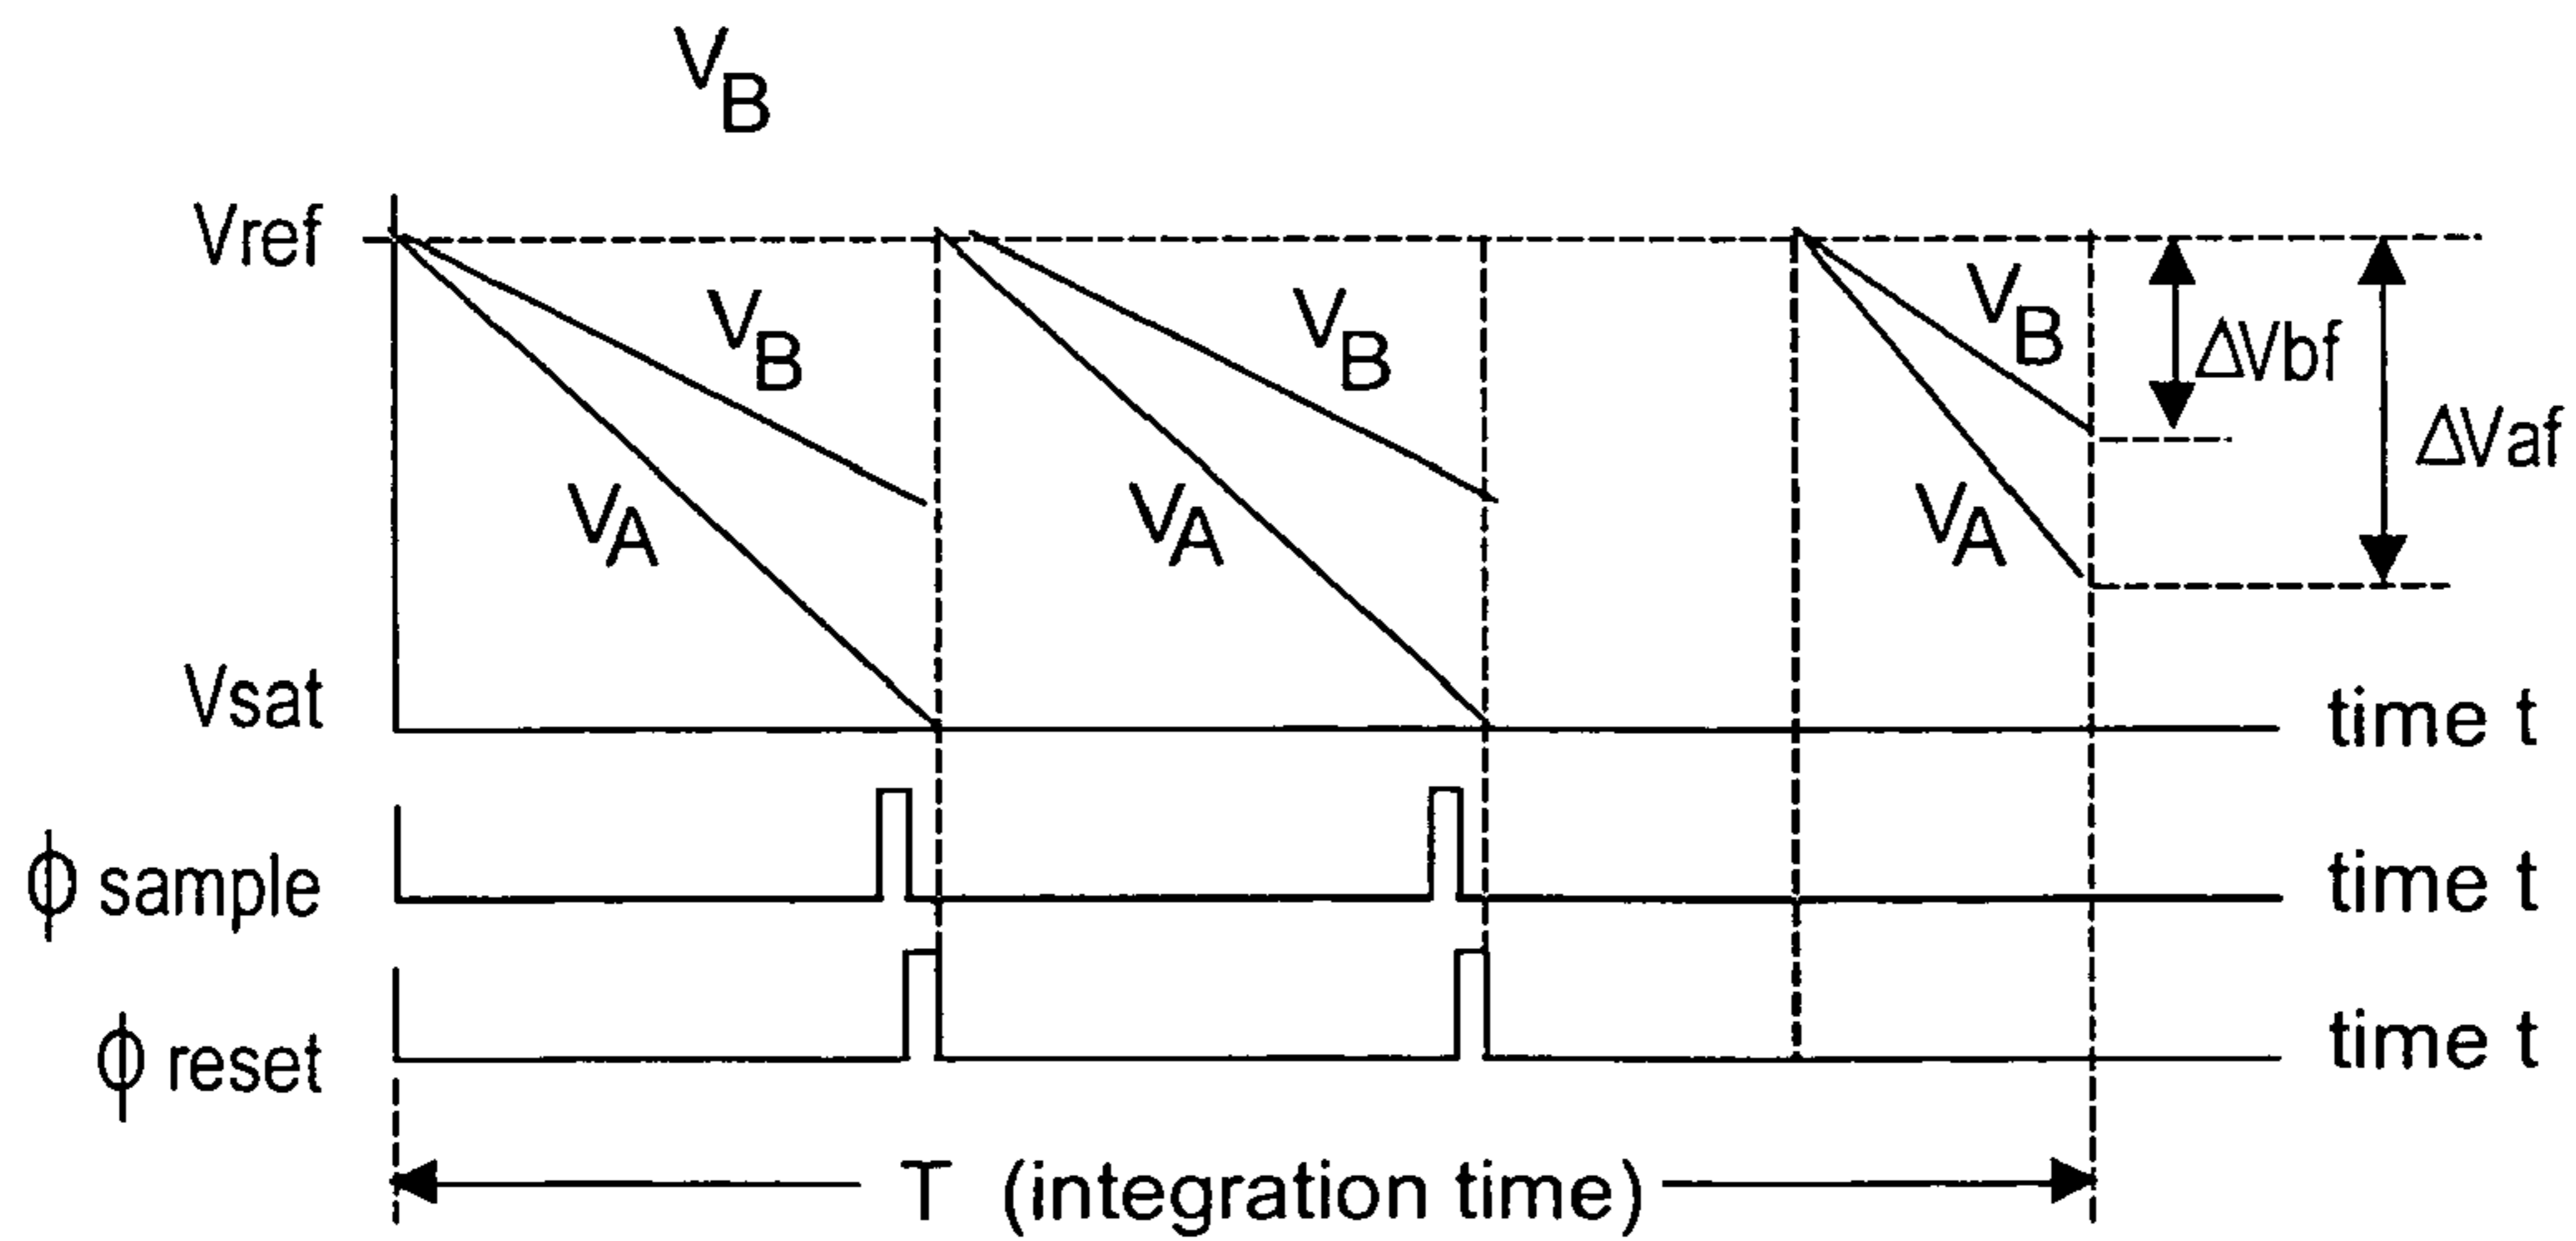 VB
Vref
VB
VA
VB
VA
VB
VA
ΔVbf
ΔVaf
Vsat
time t
ϕ sample
time t
ϕ reset
time t
T (integration time)